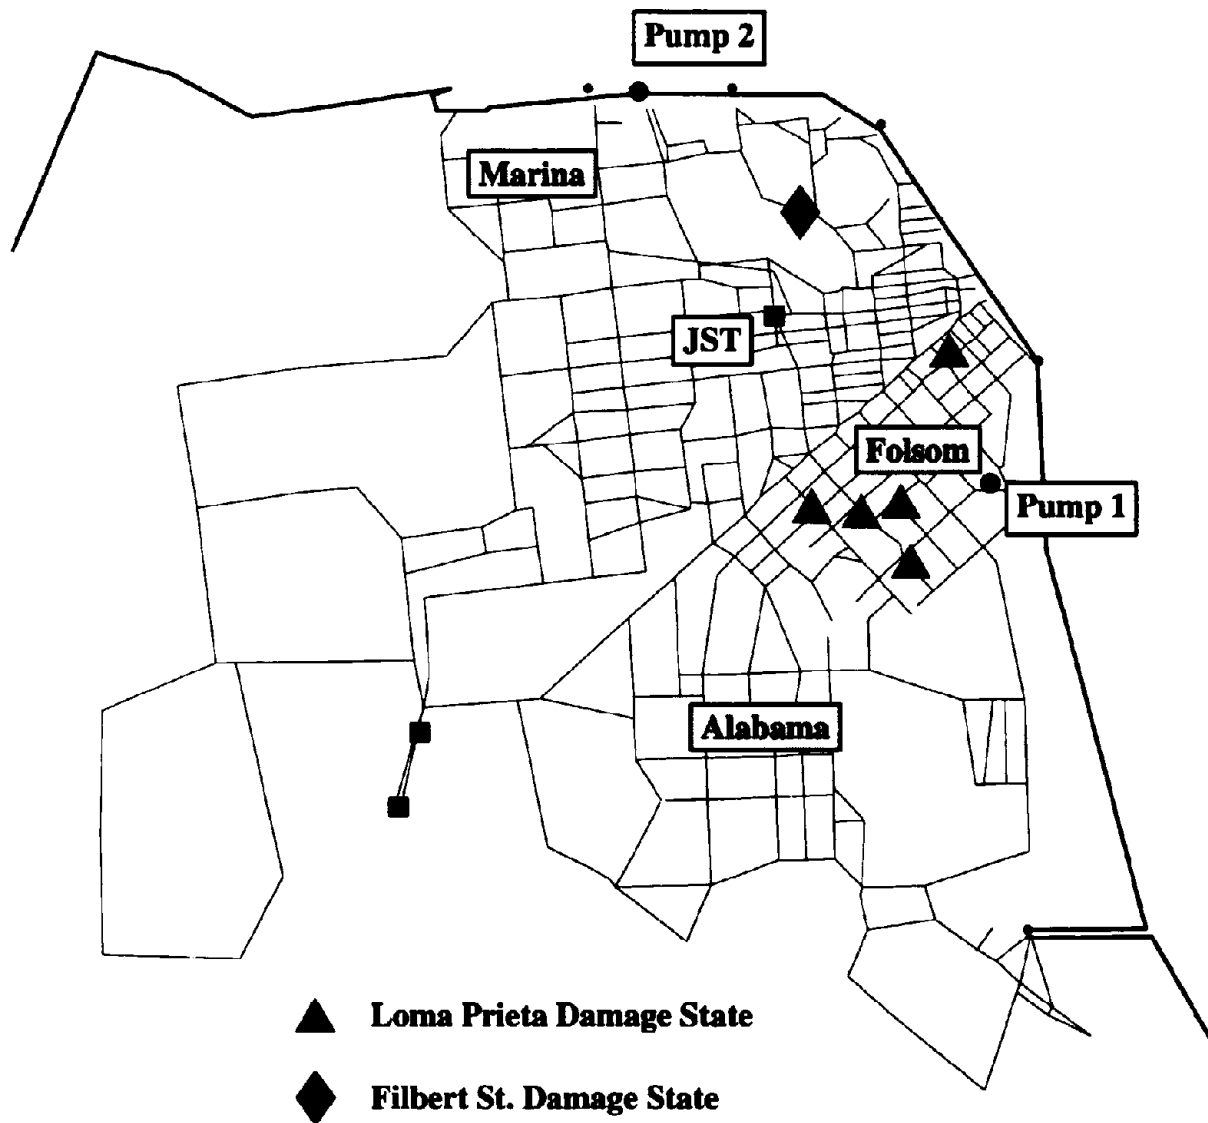 Pump 2
Marina
JST
Folsom
Pump 1
Alabama
Loma Prieta Damage State
Filbert St. Damage State